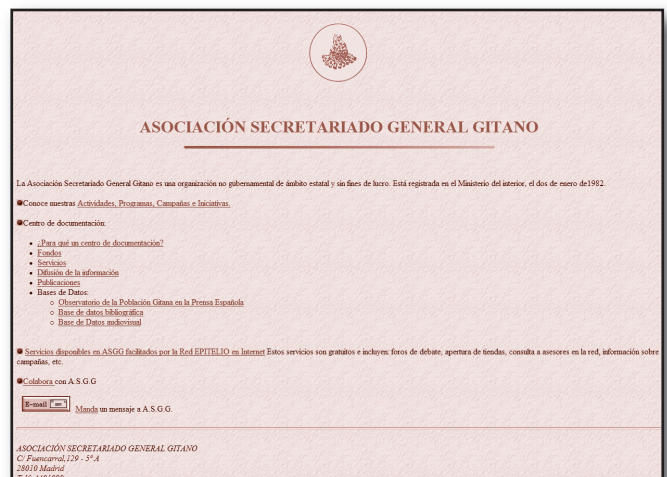 ASOCIACIÓN SECRETARIADO GENERAL GITANO
La Asociación Secretariado General Gitano es una organización no gubernamental de ámbito estatal y sin fines de lucro. Está registrada en el Ministerio del interior, el dos de enero de1982.
Conoce nuestras Actividades, Programas, Campañas e Iniciativas.
Centro de documentación:
¿Para qué un centro de documentación?
Fondos
Servicios
Difusión de la información
Publicaciones
Bases de Datos:
Observatorio de la Población Gitana en la Prensa Española
Base de datos bibliográfica
Base de Datos audiovisual
Servicios disponibles en ASGG facilitados por la Red EPITELIO en Internet Estos servicios son gratuitos e incluyen: foros de debate, apertura de tiendas, consulta a asesores en la red, información sobre
campañas, etc.
Colabora con A.S.G.G
E-mail Manda un mensaje a A.S.G.G.
ASOCIACIÓN SECRETARIADO GENERAL GITANO
C/ Fuencarral,129 - 5º A
28010 Madrid